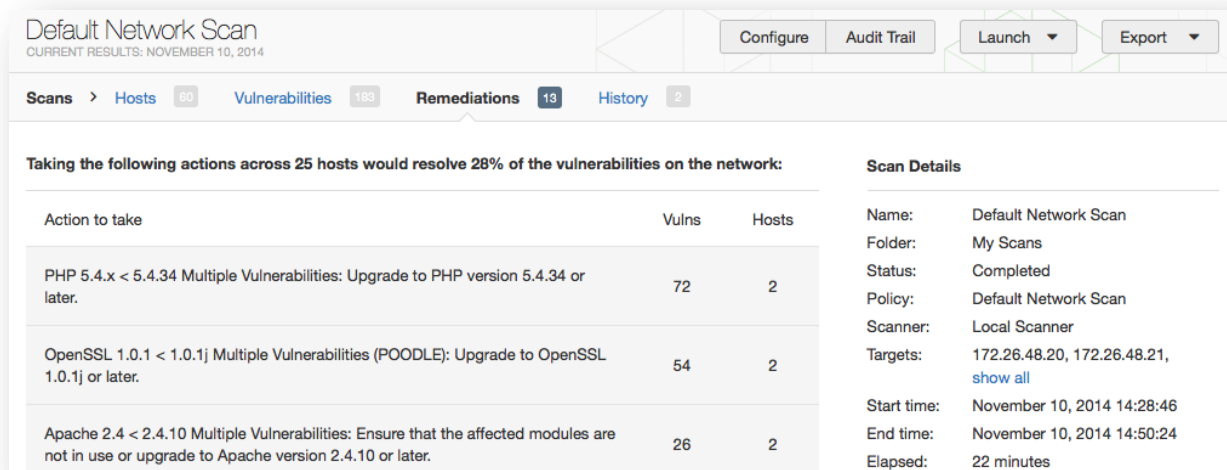 Default Network Scan
CURRENT RESULTS: NOVEMBER 10, 2014
Configure
Audit Trail
Launch
Export
Scans > Hosts 60 Vulnerabilities 183 Remediations 13 History 2
Taking the following actions across 25 hosts would resolve 28% of the vulnerabilities on the network:
Action to take Vulns Hosts
PHP 5.4.x < 5.4.34 Multiple Vulnerabilities: Upgrade to PHP version 5.4.34 or
later.
72 2
OpenSSL 1.0.1 < 1.0.1j Multiple Vulnerabilities (POODLE): Upgrade to OpenSSL
1.0.1j or later.
54 2
Apache 2.4 < 2.4.10 Multiple Vulnerabilities: Ensure that the affected modules are
not in use or upgrade to Apache version 2.4.10 or later.
26 2
Scan Details
Name: Default Network Scan
Folder: My Scans
Status: Completed
Policy: Default Network Scan
Scanner: Local Scanner
Targets: 172.26.48.20, 172.26.48.21,
show all
Start time: November 10, 2014 14:28:46
End time: November 10, 2014 14:50:24
Elapsed: 22 minutes